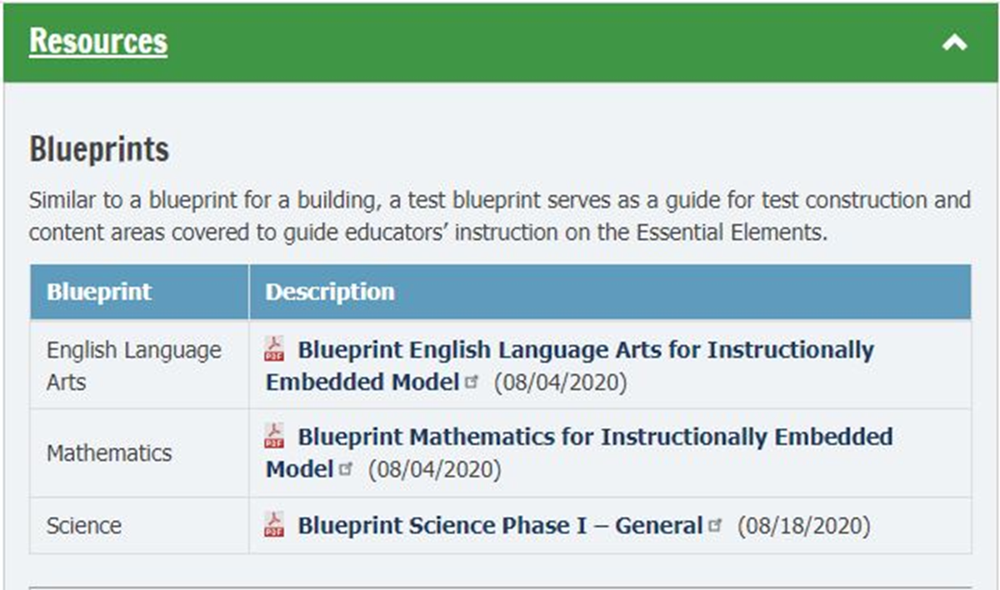 Resources
Blueprints
Similar to a blueprint for a building, a test blueprint serves as a guide for test construction and
content areas covered to guide educators’ instruction on the Essential Elements.
Blueprint Description
English Language
Arts
PDF Blueprint English Language Arts for Instructionally
Embedded Model (08/04/2020)
Mathematics
PDF Blueprint Mathematics for Instructionally Embedded
Model (08/04/2020)
Science
PDF Blueprint Science Phase I – General (08/18/2020)